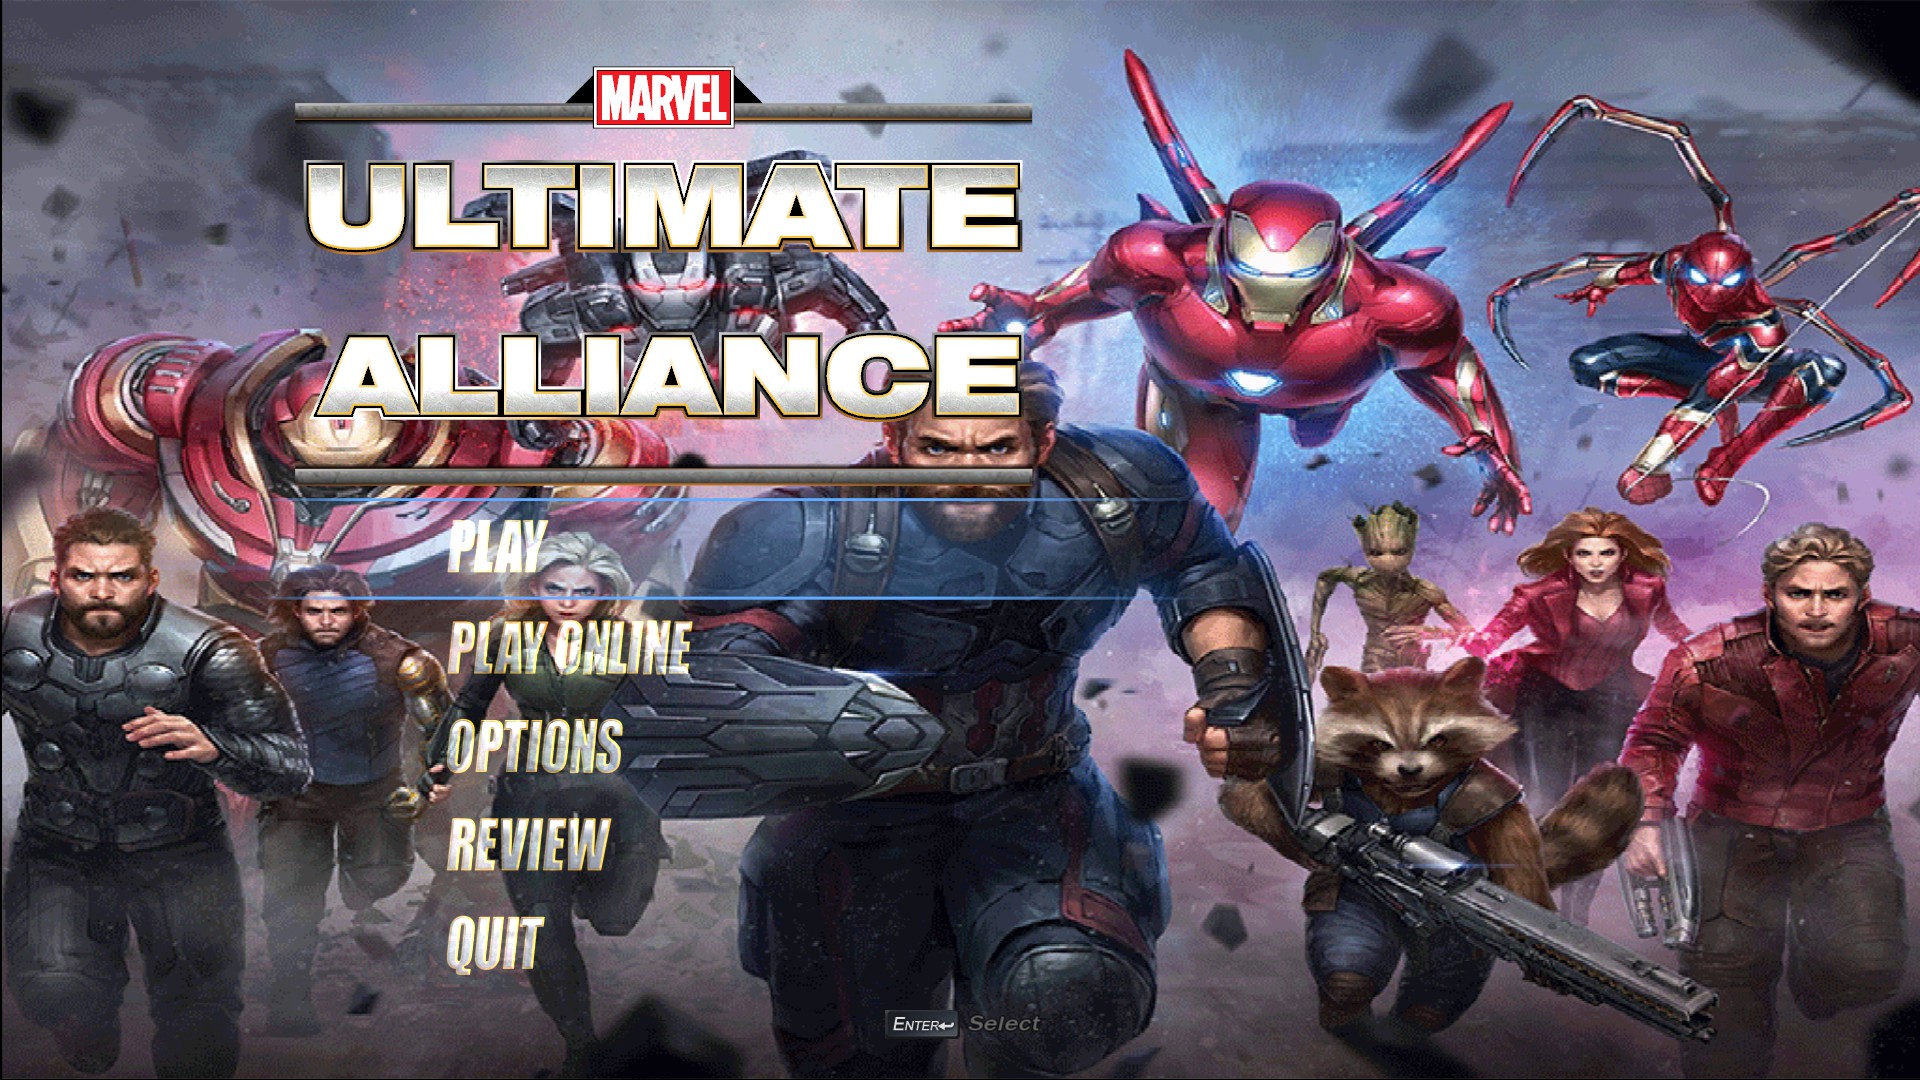 MARVEL
ULTIMATE
ALLIANCE
PLAY
PLAY ONLINE
OPTIONS
REVIEW
QUIT
ENTER↵ Select